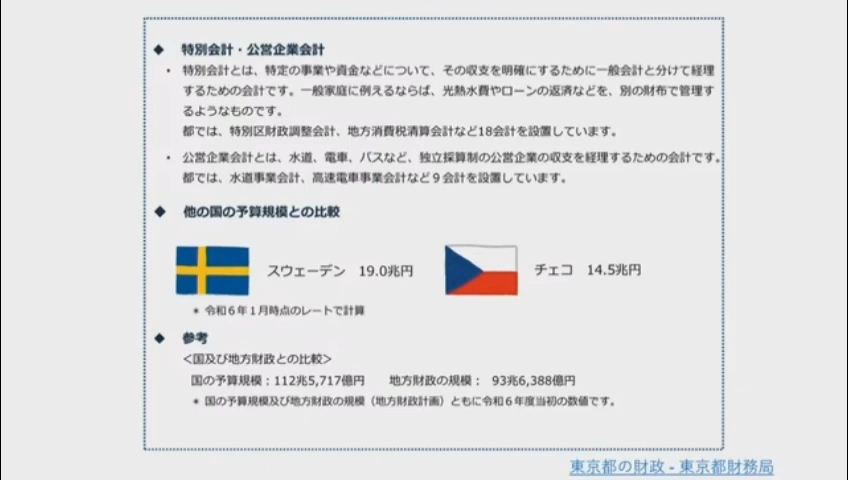 ◆ 特別会計・公営企業会計
・ 特別会計とは、特定の事業や資金などについて、その収支を明確にするために一般会計と分けて経理
するための会計です。一般家庭に例えるならば、光熱水費やローンの返済などを、別の財布で管理す
るようなものです。
都では、特別区財政調整会計、地方消費税清算会計など18会計を設置しています。
・ 公営企業会計とは、水道、電車、バスなど、独立採算制の公営企業の収支を経理するための会計です。
都では、水道事業会計、高速電車事業会計など９会計を設置しています。
◆ 他の国の予算規模との比較
スウェーデン 19.0兆円 チェコ 14.5兆円
＊ 令和６年１月時点のレートで計算
◆ 参考
＜国及び地方財政との比較＞
国の予算規模：112兆5,717億円 地方財政の規模： 93兆6,388億円
＊ 国の予算規模及び地方財政の規模（地方財政計画）ともに令和６年度当初の数値です。
東京都の財政 - 東京都財務局